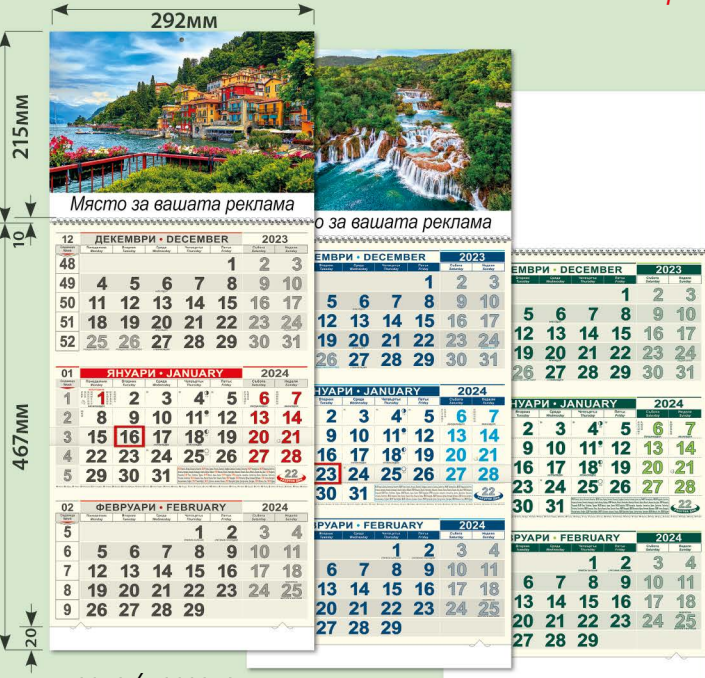 292мм
215мм
10
467мм
20
Място за вашата реклама
12 ДЕКЕМВРИ • DECEMBER 2023
48 1 2 3
49 4 5 6 7 8 9 10
50 11 12 13 14 15 16 17
51 18 19 20 21 22 23 24
52 25 26 27 28 29 30 31
01 ЯНУАРИ • JANUARY 2024
1 1 2 3 4 5 6 7
2 8 9 10 11 12 13 14
3 15 16 17 18 19 20 21
4 22 23 24 25 26 27 28
5 29 30 31 22
02 ФЕВРУАРИ • FEBRUARY 2024
5 1 2 3 4
6 5 6 7 8 9 10 11
7 12 13 14 15 16 17 18
8 19 20 21 22 23 24 25
9 26 27 28 29
о за вашата реклама
ЕМВРИ • DECEMBER 2023
1 2 3
5 6 7 8 9 10
12 13 14 15 16 17
19 20 21 22 23 24
26 27 28 29 30 31
НУАРИ • JANUARY 2024
2 3 4 5 6 7
9 10 11 12 13 14
16 17 18 19 20 21
23 24 25 26 27 28
30 31 22
ВРУАРИ • FEBRUARY 2024
1 2 3 4
6 7 8 9 10 11
13 14 15 16 17 18
20 21 22 23 24 25
27 28 29
ЕМВРИ • DECEMBER 2023
1 2 3
5 6 7 8 9 10
12 13 14 15 16 17
19 20 21 22 23 24
26 27 28 29 30 31
НУАРИ • JANUARY 2024
2 3 4 5 6 7
9 10 11 12 13 14
16 17 18 19 20 21
23 24 25 26 27 28
30 31 22
ВРУАРИ • FEBRUARY 2024
1 2 3 4
6 7 8 9 10 11
13 14 15 16 17 18
20 21 22 23 24 25
27 28 29